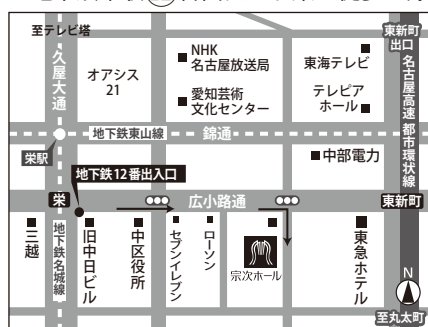 至テレビ塔
久屋大通
オアシス
21
NHK
名古屋放送局
愛知芸術
文化センター
東海テレビ
テレピア
ホール
東新町
出口
名古屋高速 都市環状線
地下鉄東山線
錦通
栄駅
中部電力
地下鉄12番出入口
栄
広小路通
東新町
三越
地下鉄名城線
旧中日ビル
中区役所
セブンイレブン
ローソン
宗次ホール
東急ホテル
N
至丸太町